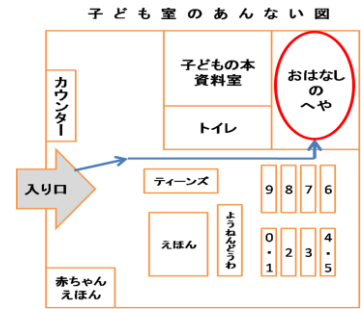 子ども室のあんない図
カウンター
子どもの本
資料室
おはなし
の
へや
トイレ
入り口
ティーンズ
9
8
7
6
えほん
ようねんどうわ
0・1
2
3
4・5
赤ちゃん
えほん